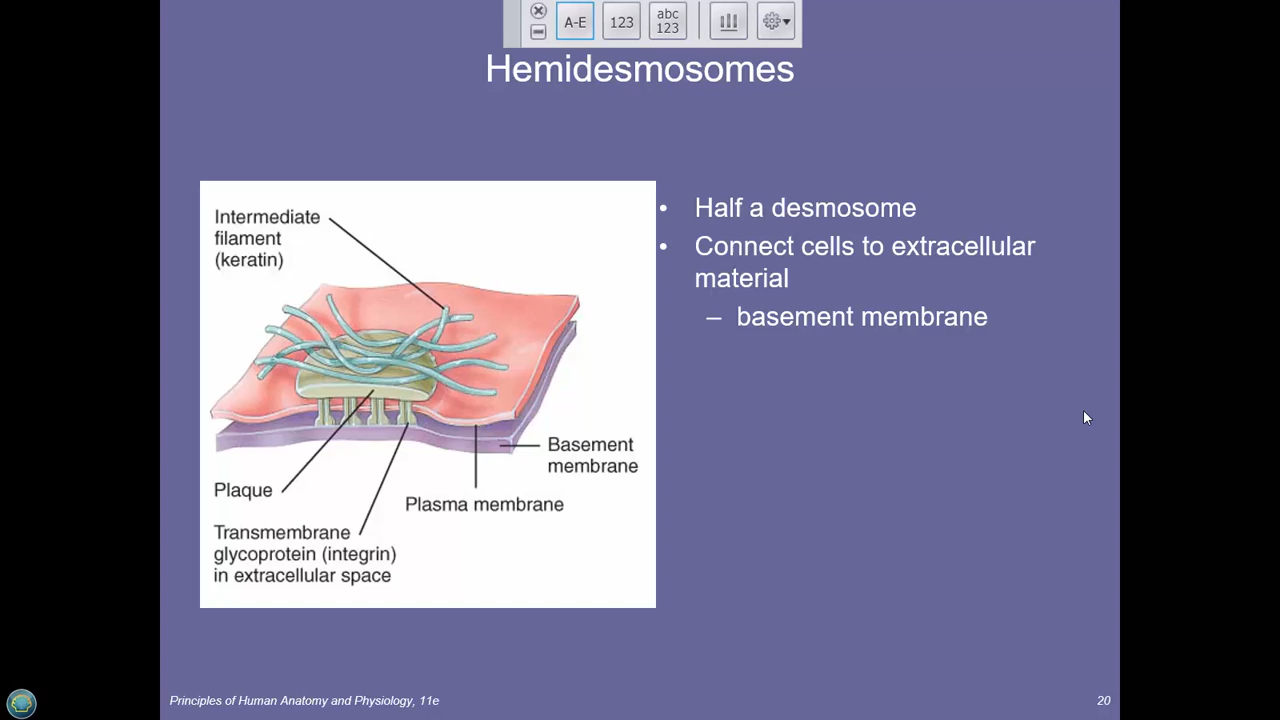 A-E
123
abc
123
Hemidesmosomes
Intermediate
filament
(keratin)
Basement
membrane
Plaque
Plasma membrane
Transmembrane
glycoprotein (integrin)
in extracellular space
• Half a desmosome
• Connect cells to extracellular
material
– basement membrane
Principles of Human Anatomy and Physiology, 11e
20